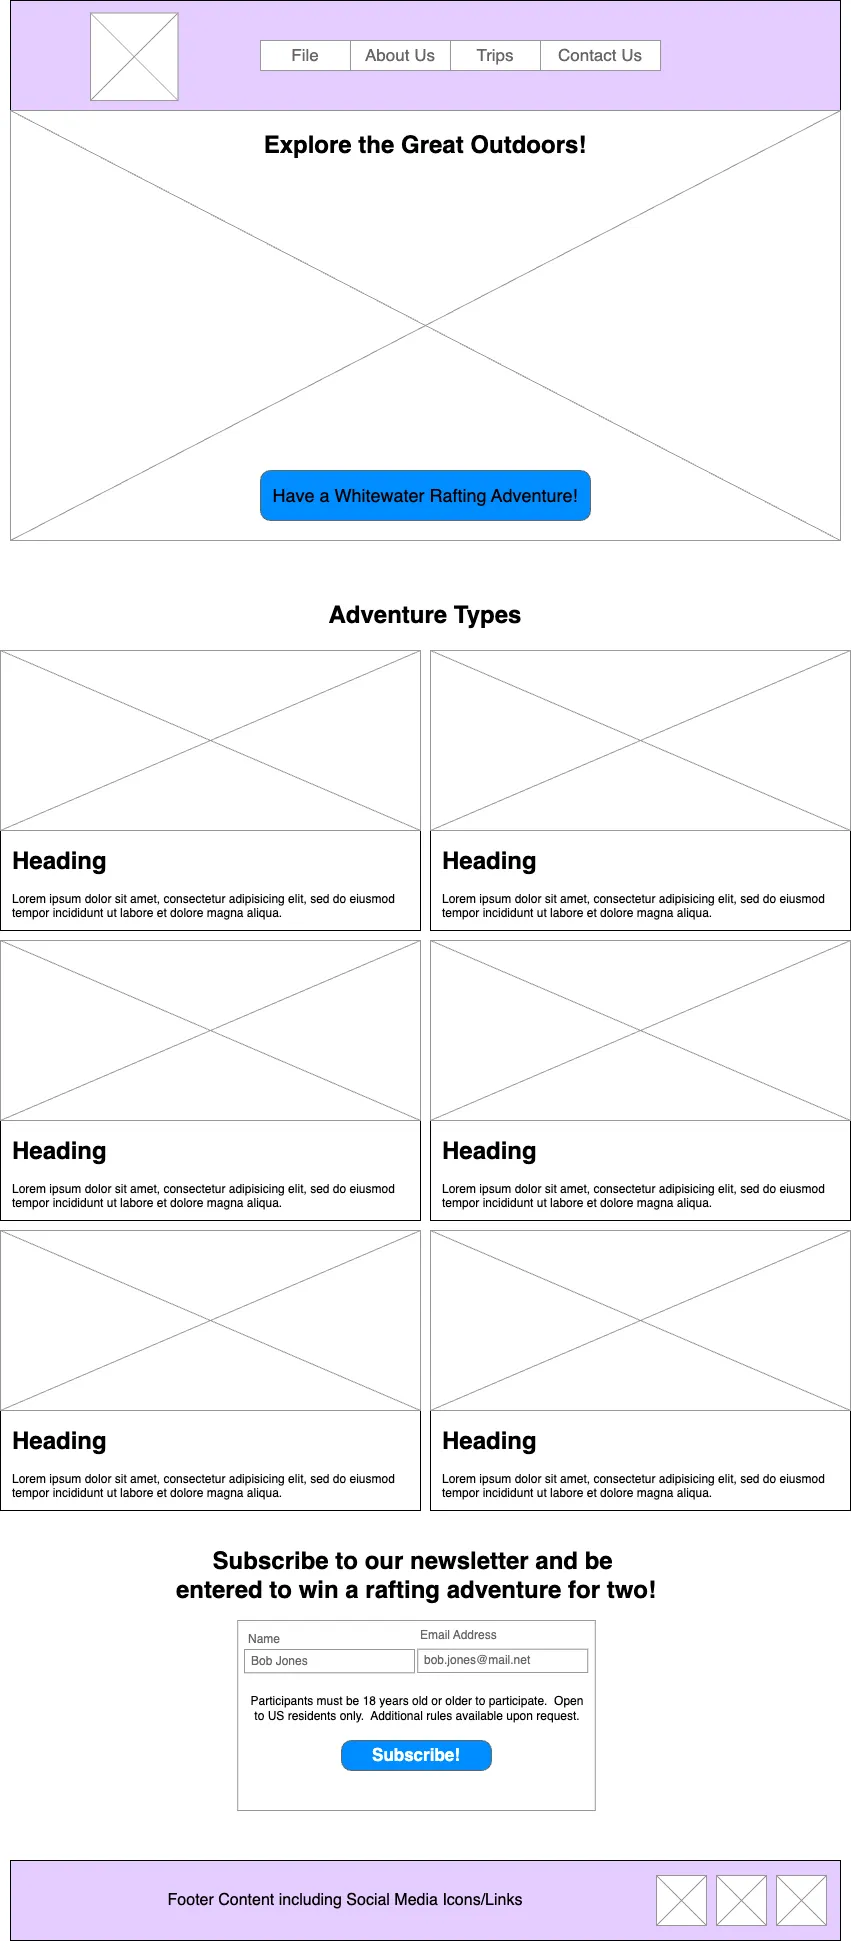 File
About Us
Trips
Contact Us
Explore the Great Outdoors!
Have a Whitewater Rafting Adventure!
Adventure Types
Heading
Lorem ipsum dolor sit amet, consectetur adipisicing elit, sed do eiusmod
tempor incididunt ut labore et dolore magna aliqua.
Heading
Lorem ipsum dolor sit amet, consectetur adipisicing elit, sed do eiusmod
tempor incididunt ut labore et dolore magna aliqua.
Heading
Lorem ipsum dolor sit amet, consectetur adipisicing elit, sed do eiusmod
tempor incididunt ut labore et dolore magna aliqua.
Heading
Lorem ipsum dolor sit amet, consectetur adipisicing elit, sed do eiusmod
tempor incididunt ut labore et dolore magna aliqua.
Heading
Lorem ipsum dolor sit amet, consectetur adipisicing elit, sed do eiusmod
tempor incididunt ut labore et dolore magna aliqua.
Heading
Lorem ipsum dolor sit amet, consectetur adipisicing elit, sed do eiusmod
tempor incididunt ut labore et dolore magna aliqua.
Subscribe to our newsletter and be
entered to win a rafting adventure for two!
Name
Email Address
Bob Jones
bob.jones@mail.net
Participants must be 18 years old or older to participate.  Open
to US residents only.  Additional rules available upon request.
Subscribe!
Footer Content including Social Media Icons/Links